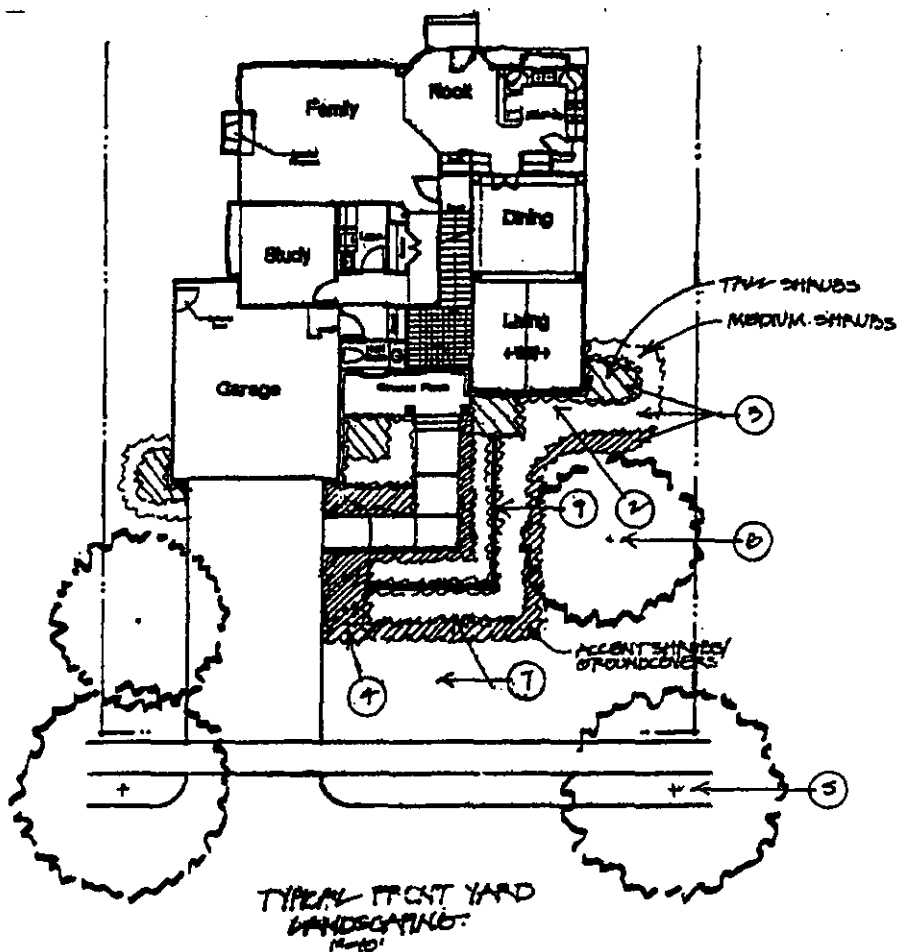 Nook
Family
Dining
Study
Living
Garage
TALL SHRUBS
MEDIUM SHRUBS
3
9
2
8
ACCENT SHRUBS/
GROUNDCOVERS
4
7
5
TYPICAL FRONT YARD
LANDSCAPING